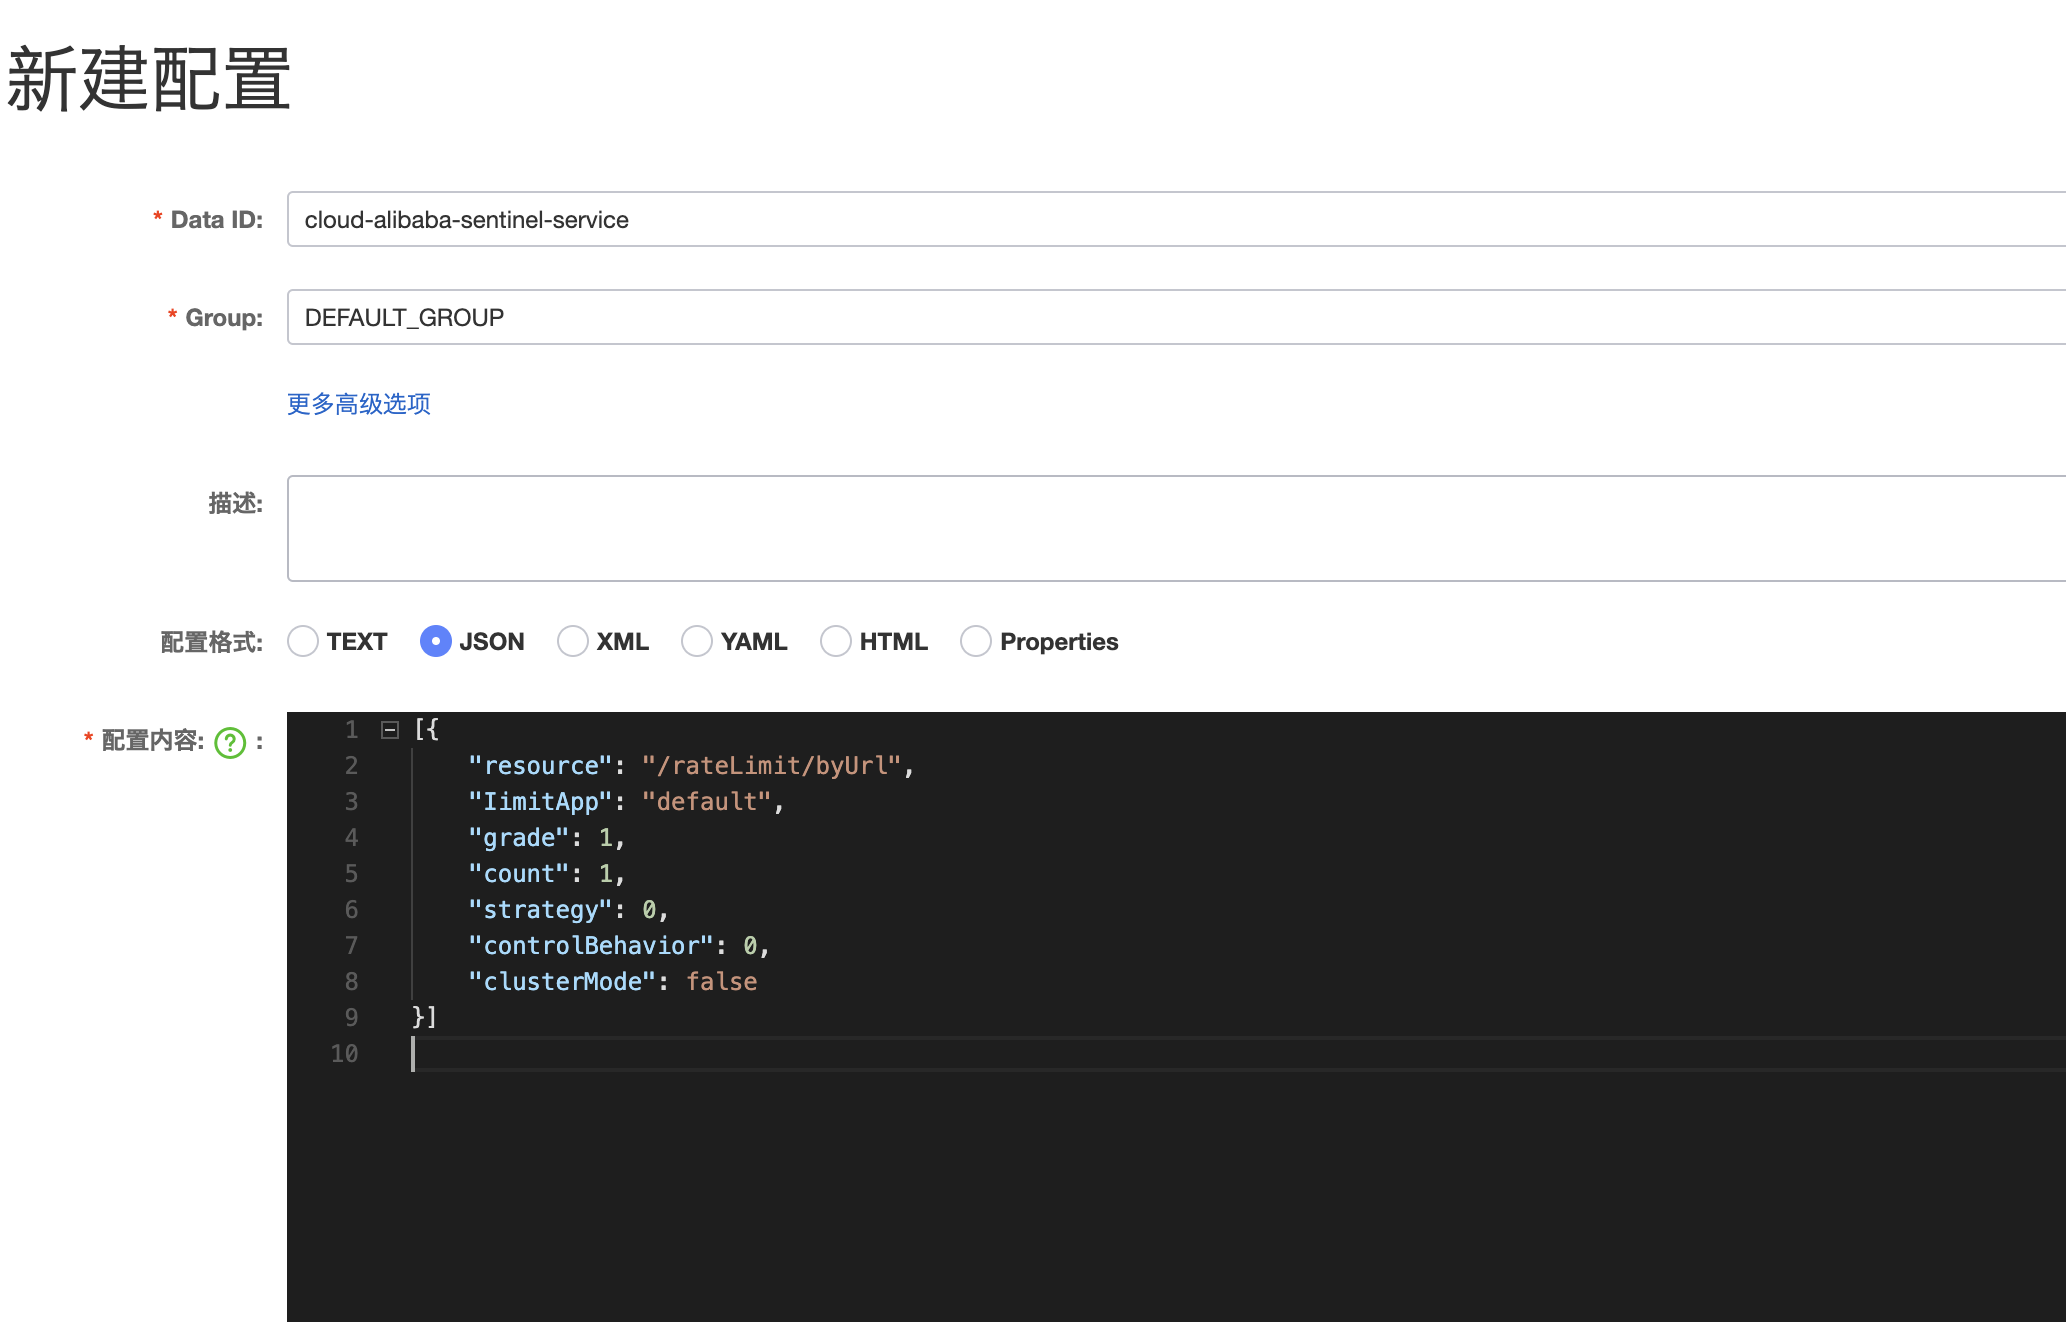 新建配置
* Data ID: cloud-alibaba-sentinel-service
* Group: DEFAULT_GROUP
更多高级选项
描述:
配置格式: TEXT JSON XML YAML HTML Properties
* 配置内容: ? :
1 [{
2 "resource": "/rateLimit/byUrl",
3 "IimitApp": "default",
4 "grade": 1,
5 "count": 1,
6 "strategy": 0,
7 "controlBehavior": 0,
8 "clusterMode": false
9 }]
10